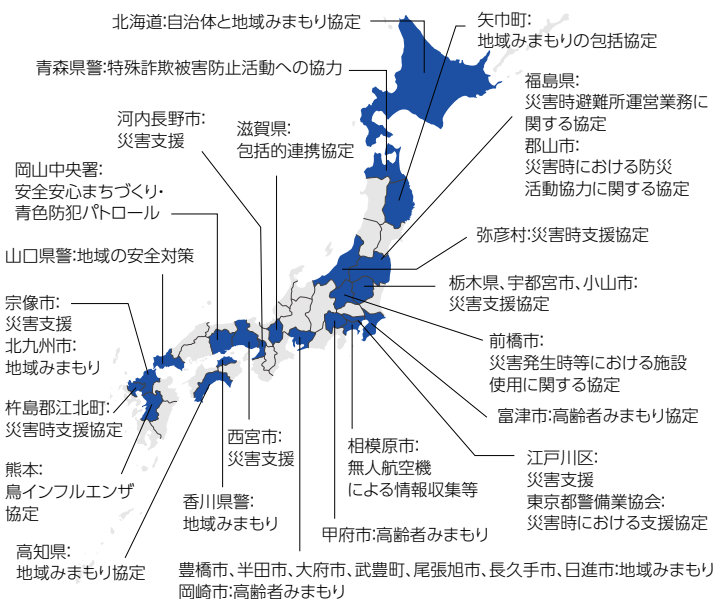 北海道:自治体と地域みまもり協定
矢巾町:
地域みまもりの包括協定
青森県警:特殊詐欺被害防止活動への協力
福島県:
災害時避難所運営業務に
関する協定
郡山市:
災害時における防災
活動協力に関する協定
河内長野市:
災害支援
滋賀県:
包括的連携協定
岡山中央署:
安全安心まちづくり・
青色防犯パトロール
弥彦村:災害時支援協定
山口県警:地域の安全対策
栃木県、宇都宮市、小山市:
災害支援協定
宗像市:
災害支援
北九州市:
地域みまもり
前橋市:
災害発生時等における施設
使用に関する協定
杵島郡江北町:
災害時支援協定
富津市:高齢者みまもり協定
西宮市:
災害支援
相模原市:
無人航空機
による情報収集等
江戸川区:
災害支援
東京都警備業協会:
災害時における支援協定
熊本:
鳥インフルエンザ
協定
香川県警:
地域みまもり
甲府市:高齢者みまもり
高知県:
地域みまもり協定
豊橋市、半田市、大府市、武豊町、尾張旭市、長久手市、日進市:地域みまもり
岡崎市:高齢者みまもり